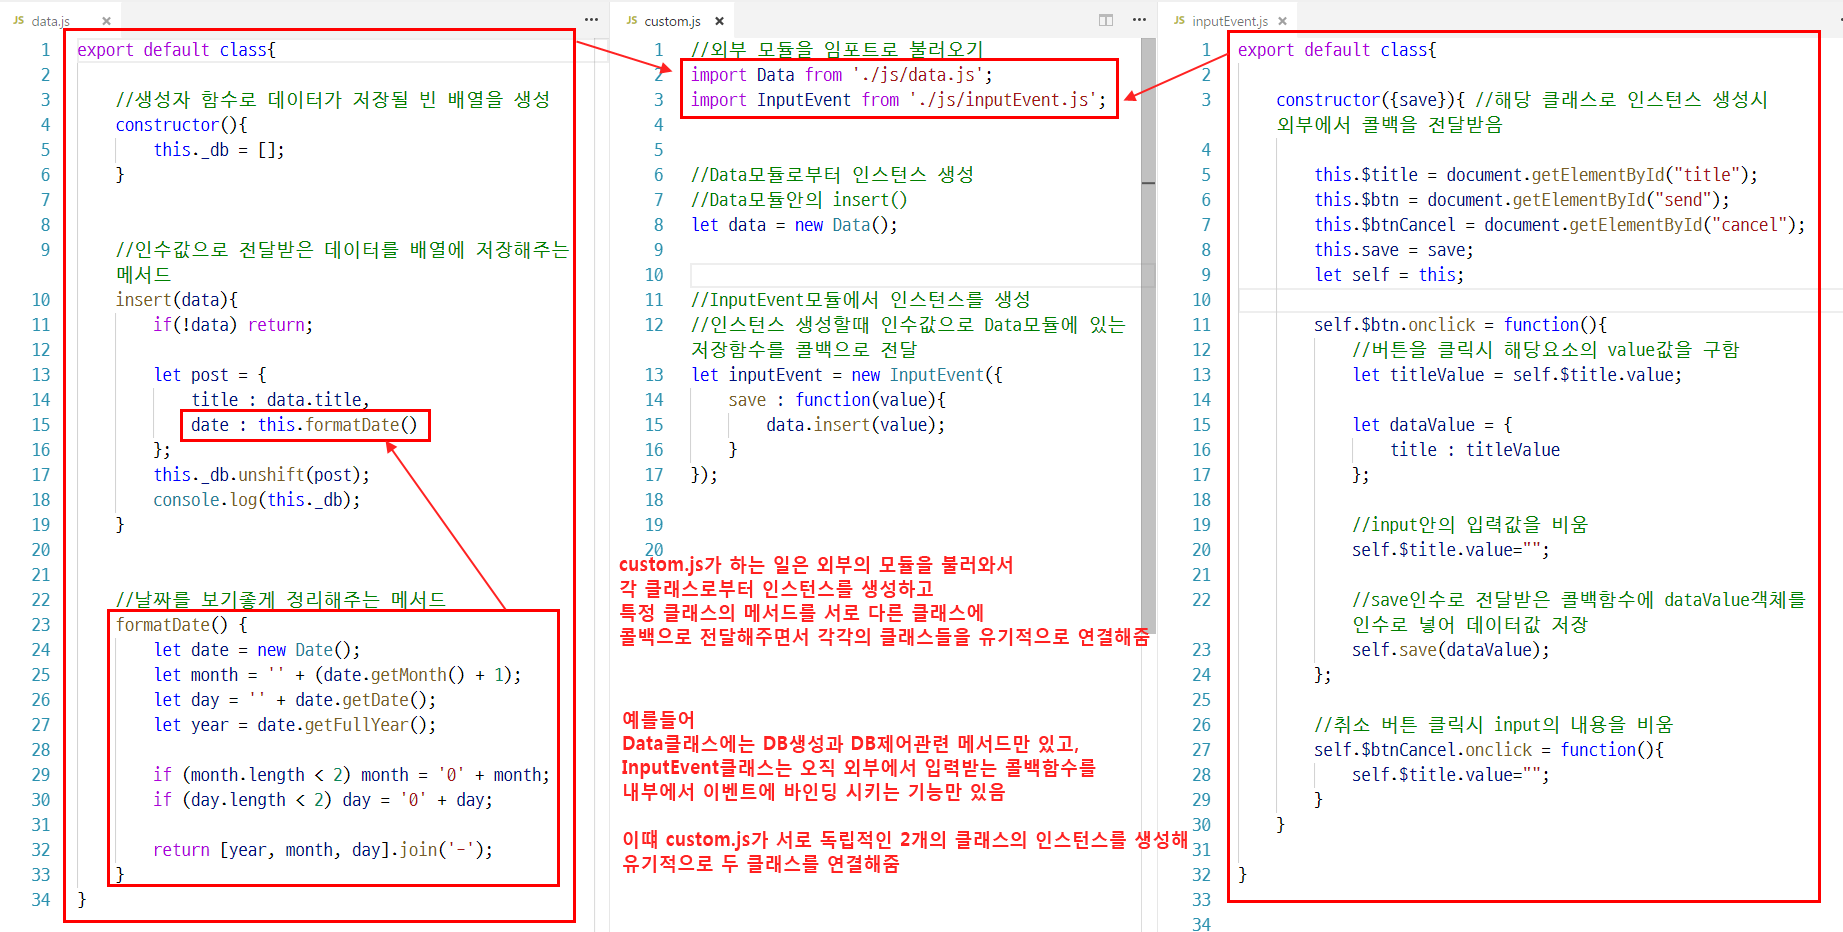 JS data.js ×
1 export default class{
2
3 //생성자 함수로 데이터가 저장될 빈 배열을 생성
4 constructor(){
5 this._db = [];
6 }
7
8
9 //인수값으로 전달받은 데이터를 배열에 저장해주는
메서드
10 insert(data){
11 if(!data) return;
12
13 let post = {
14 title : data.title,
15 date : this.formatDate()
16 };
17 this._db.unshift(post);
18 console.log(this._db);
19 }
20
21
22 //날짜를 보기좋게 정리해주는 메서드
23 formatDate() {
24 let date = new Date();
25 let month = '' + (date.getMonth() + 1);
26 let day = '' + date.getDate();
27 let year = date.getFullYear();
28
29 if (month.length < 2) month = '0' + month;
30 if (day.length < 2) day = '0' + day;
31
32 return [year, month, day].join('-');
33 }
34 }
JS custom.js ×
1 //외부 모듈을 임포트로 불러오기
2 import Data from './js/data.js';
3 import InputEvent from './js/inputEvent.js';
4
5
6 //Data모듈로부터 인스턴스 생성
7 //Data모듈안의 insert()
8 let data = new Data();
9
10
11 //InputEvent모듈에서 인스턴스를 생성
12 //인스턴스 생성할때 인수값으로 Data모듈에 있는
저장함수를 콜백으로 전달
13 let inputEvent = new InputEvent({
14 save : function(value){
15 data.insert(value);
16 }
17 });
18
19
20
custom.js가 하는 일은 외부의 모듈을 불러와서
각 클래스로부터 인스턴스를 생성하고
특정 클래스의 메서드를 서로 다른 클래스에
콜백으로 전달해주면서 각각의 클래스들을 유기적으로 연결해줌
예를들어
Data클래스에는 DB생성과 DB제어관련 메서드만 있고,
InputEvent클래스는 오직 외부에서 입력받는 콜백함수를
내부에서 이벤트에 바인딩 시키는 기능만 있음
이떄 custom.js가 서로 독립적인 2개의 클래스의 인스턴스를 생성해
유기적으로 두 클래스를 연결해줌
JS inputEvent.js ×
1 export default class{
2
3 constructor({save}){ //해당 클래스로 인스턴스 생성시
외부에서 콜백을 전달받음
4
5 this.$title = document.getElementById("title");
6 this.$btn = document.getElementById("send");
7 this.$btnCancel = document.getElementById("cancel");
8 this.save = save;
9 let self = this;
10
11 self.$btn.onclick = function(){
12 //버튼을 클릭시 해당요소의 value값을 구함
13 let titleValue = self.$title.value;
14
15 let dataValue = {
16 title : titleValue
17 };
18
19 //input안의 입력값을 비움
20 self.$title.value="";
21
22 //save인수로 전달받은 콜백함수에 dataValue객체를
인수로 넣어 데이터값 저장
23 self.save(dataValue);
24 };
25
26 //취소 버튼 클릭시 input의 내용을 비움
27 self.$btnCancel.onclick = function(){
28 self.$title.value="";
29 }
30 }
31
32 }
33
34